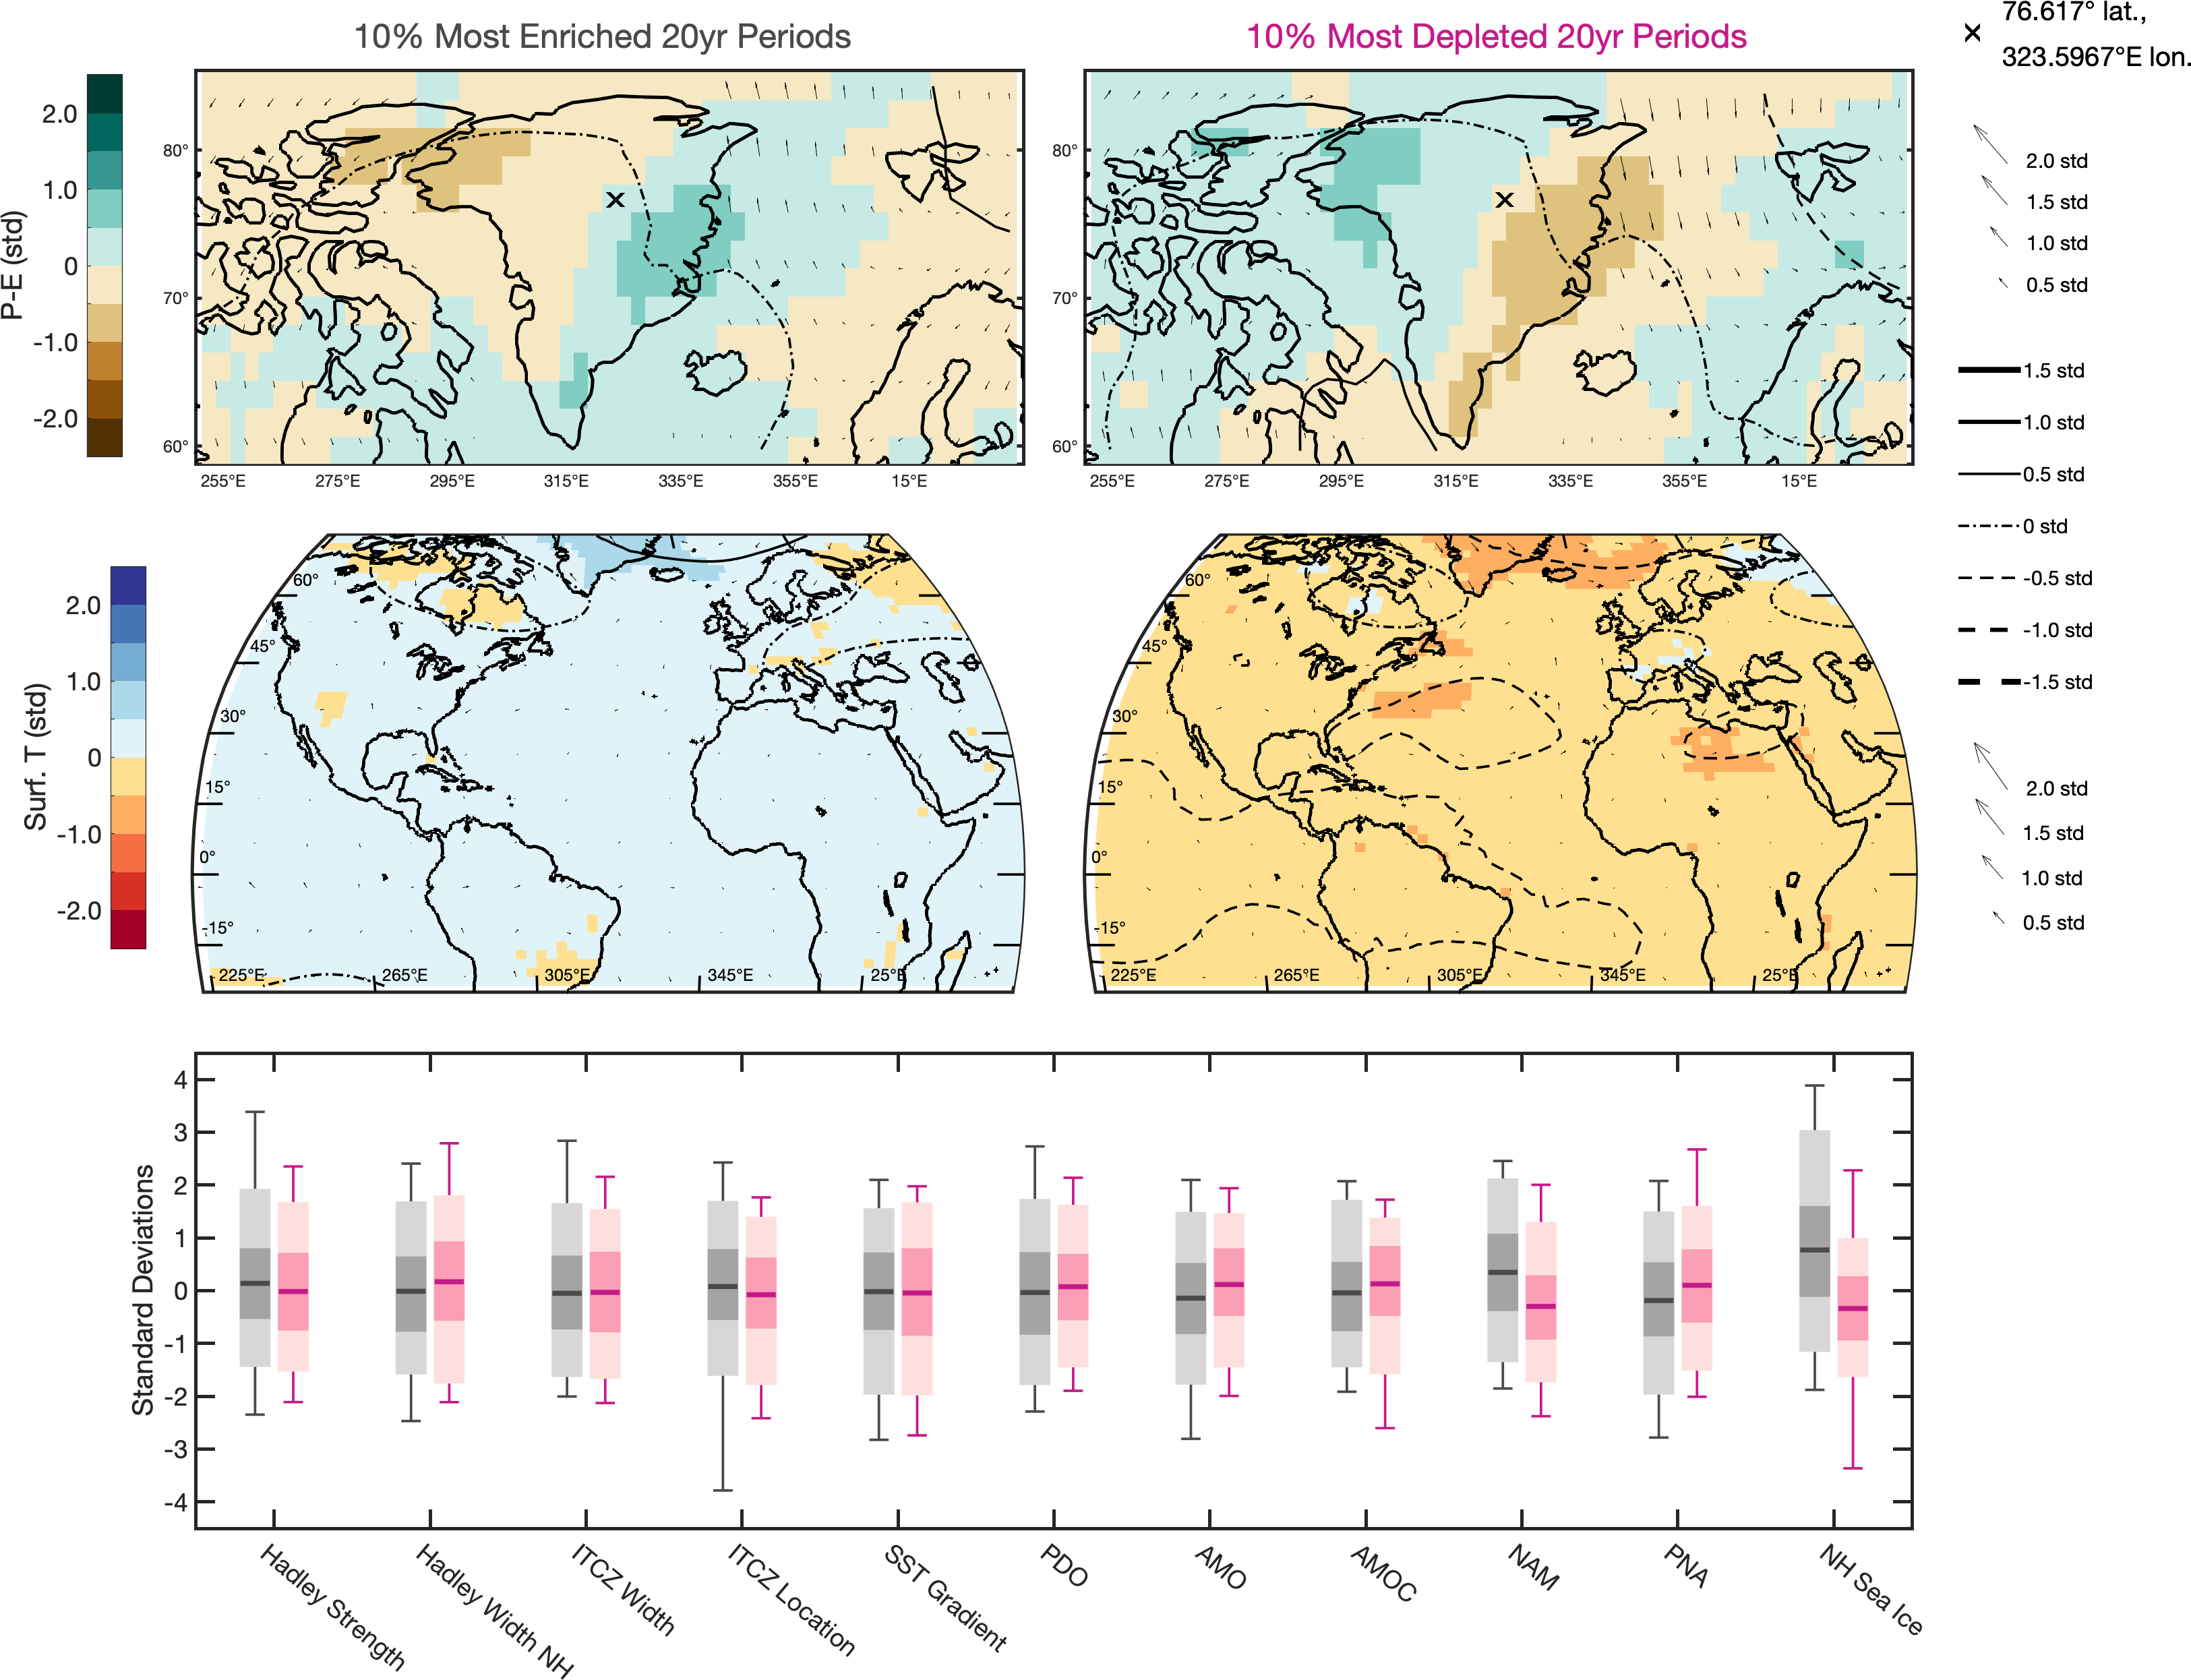 10% Most Enriched 20yr Periods
10% Most Depleted 20yr Periods
76.617° lat.,
323.5967°E lon.
P-E (std)
2.0
1.0
0
-1.0
-2.0
80°
70°
60°
255°E 275°E 295°E 315°E 335°E 355°E 15°E
80°
70°
60°
255°E 275°E 295°E 315°E 335°E 355°E 15°E
2.0 std
1.5 std
1.0 std
0.5 std
1.5 std
1.0 std
0.5 std
0 std
-0.5 std
-1.0 std
-1.5 std
Surf. T (std)
2.0
1.0
0
-1.0
-2.0
60°
45°
30°
15°
0°
-15°
225°E 265°E 305°E 345°E 25°E
60°
45°
30°
15°
0°
-15°
225°E 265°E 305°E 345°E 25°E
2.0 std
1.5 std
1.0 std
0.5 std
Standard Deviations
4
3
2
1
0
-1
-2
-3
-4
Hadley Strength
Hadley Width NH
ITCZ Width
ITCZ Location
SST Gradient
PDO
AMO
AMOC
NAM
PNA
NH Sea Ice